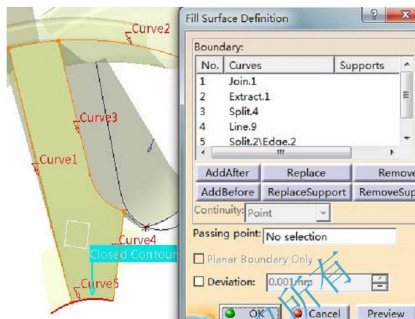 Curve2
Curve3
Curve1
Curve4
Closed Contour
Curve5
Fill Surface Definition
Boundary:
No. Curves Supports
1 Join.1
2 Extract.1
3 Split.4
4 Line.9
5 Split.2\Edge.2
AddAfter Replace Remove
AddBefore ReplaceSupport RemoveSup
Continuity: Point
Passing point: No selection
Planar Boundary Only
Deviation: 0.001mm
OK Cancel Preview
所有